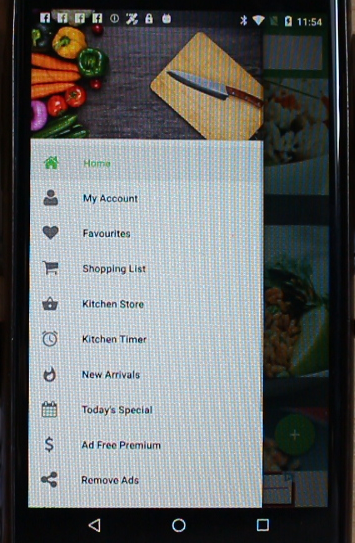 11:54
Home
My Account
Favourites
Shopping List
Kitchen Store
Kitchen Timer
New Arrivals
Today's Special
Ad Free Premium
Remove Ads